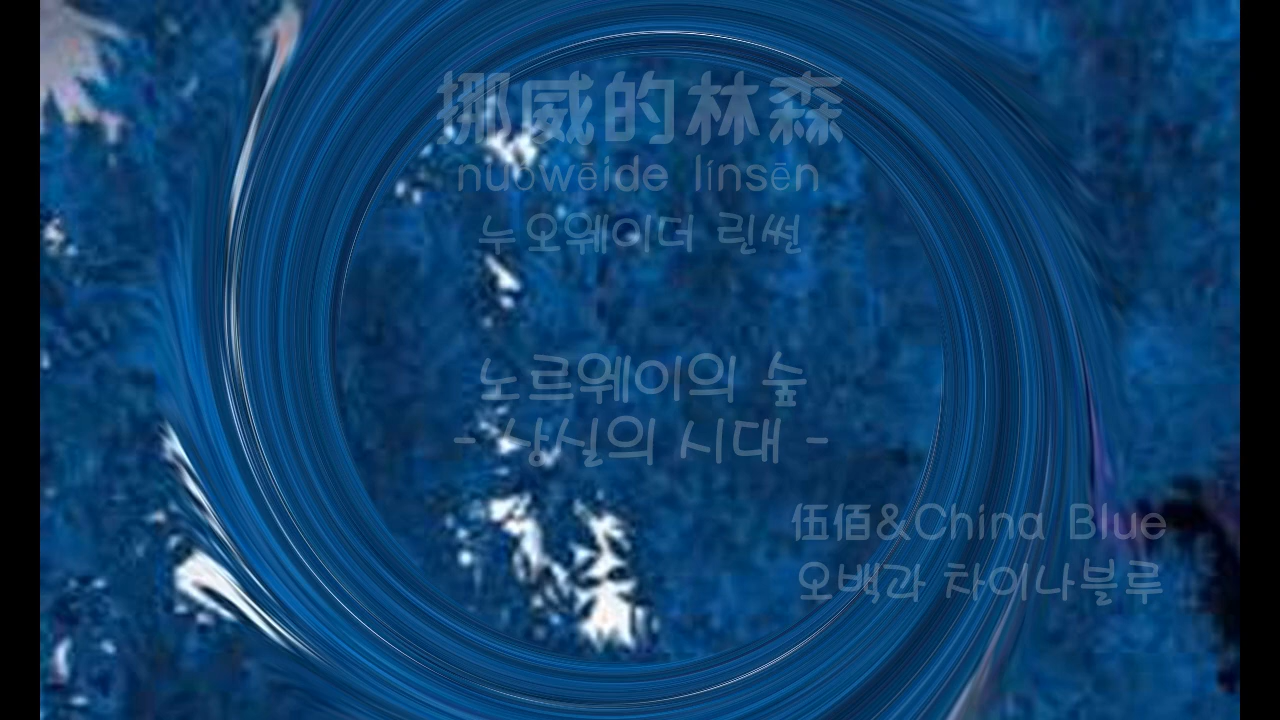 挪威的林森
nuówēide línsēn
누오웨이더 린썬
노르웨이의 숲
- 상실의 시대 -
伍佰&China Blue
오백과 차이나블루